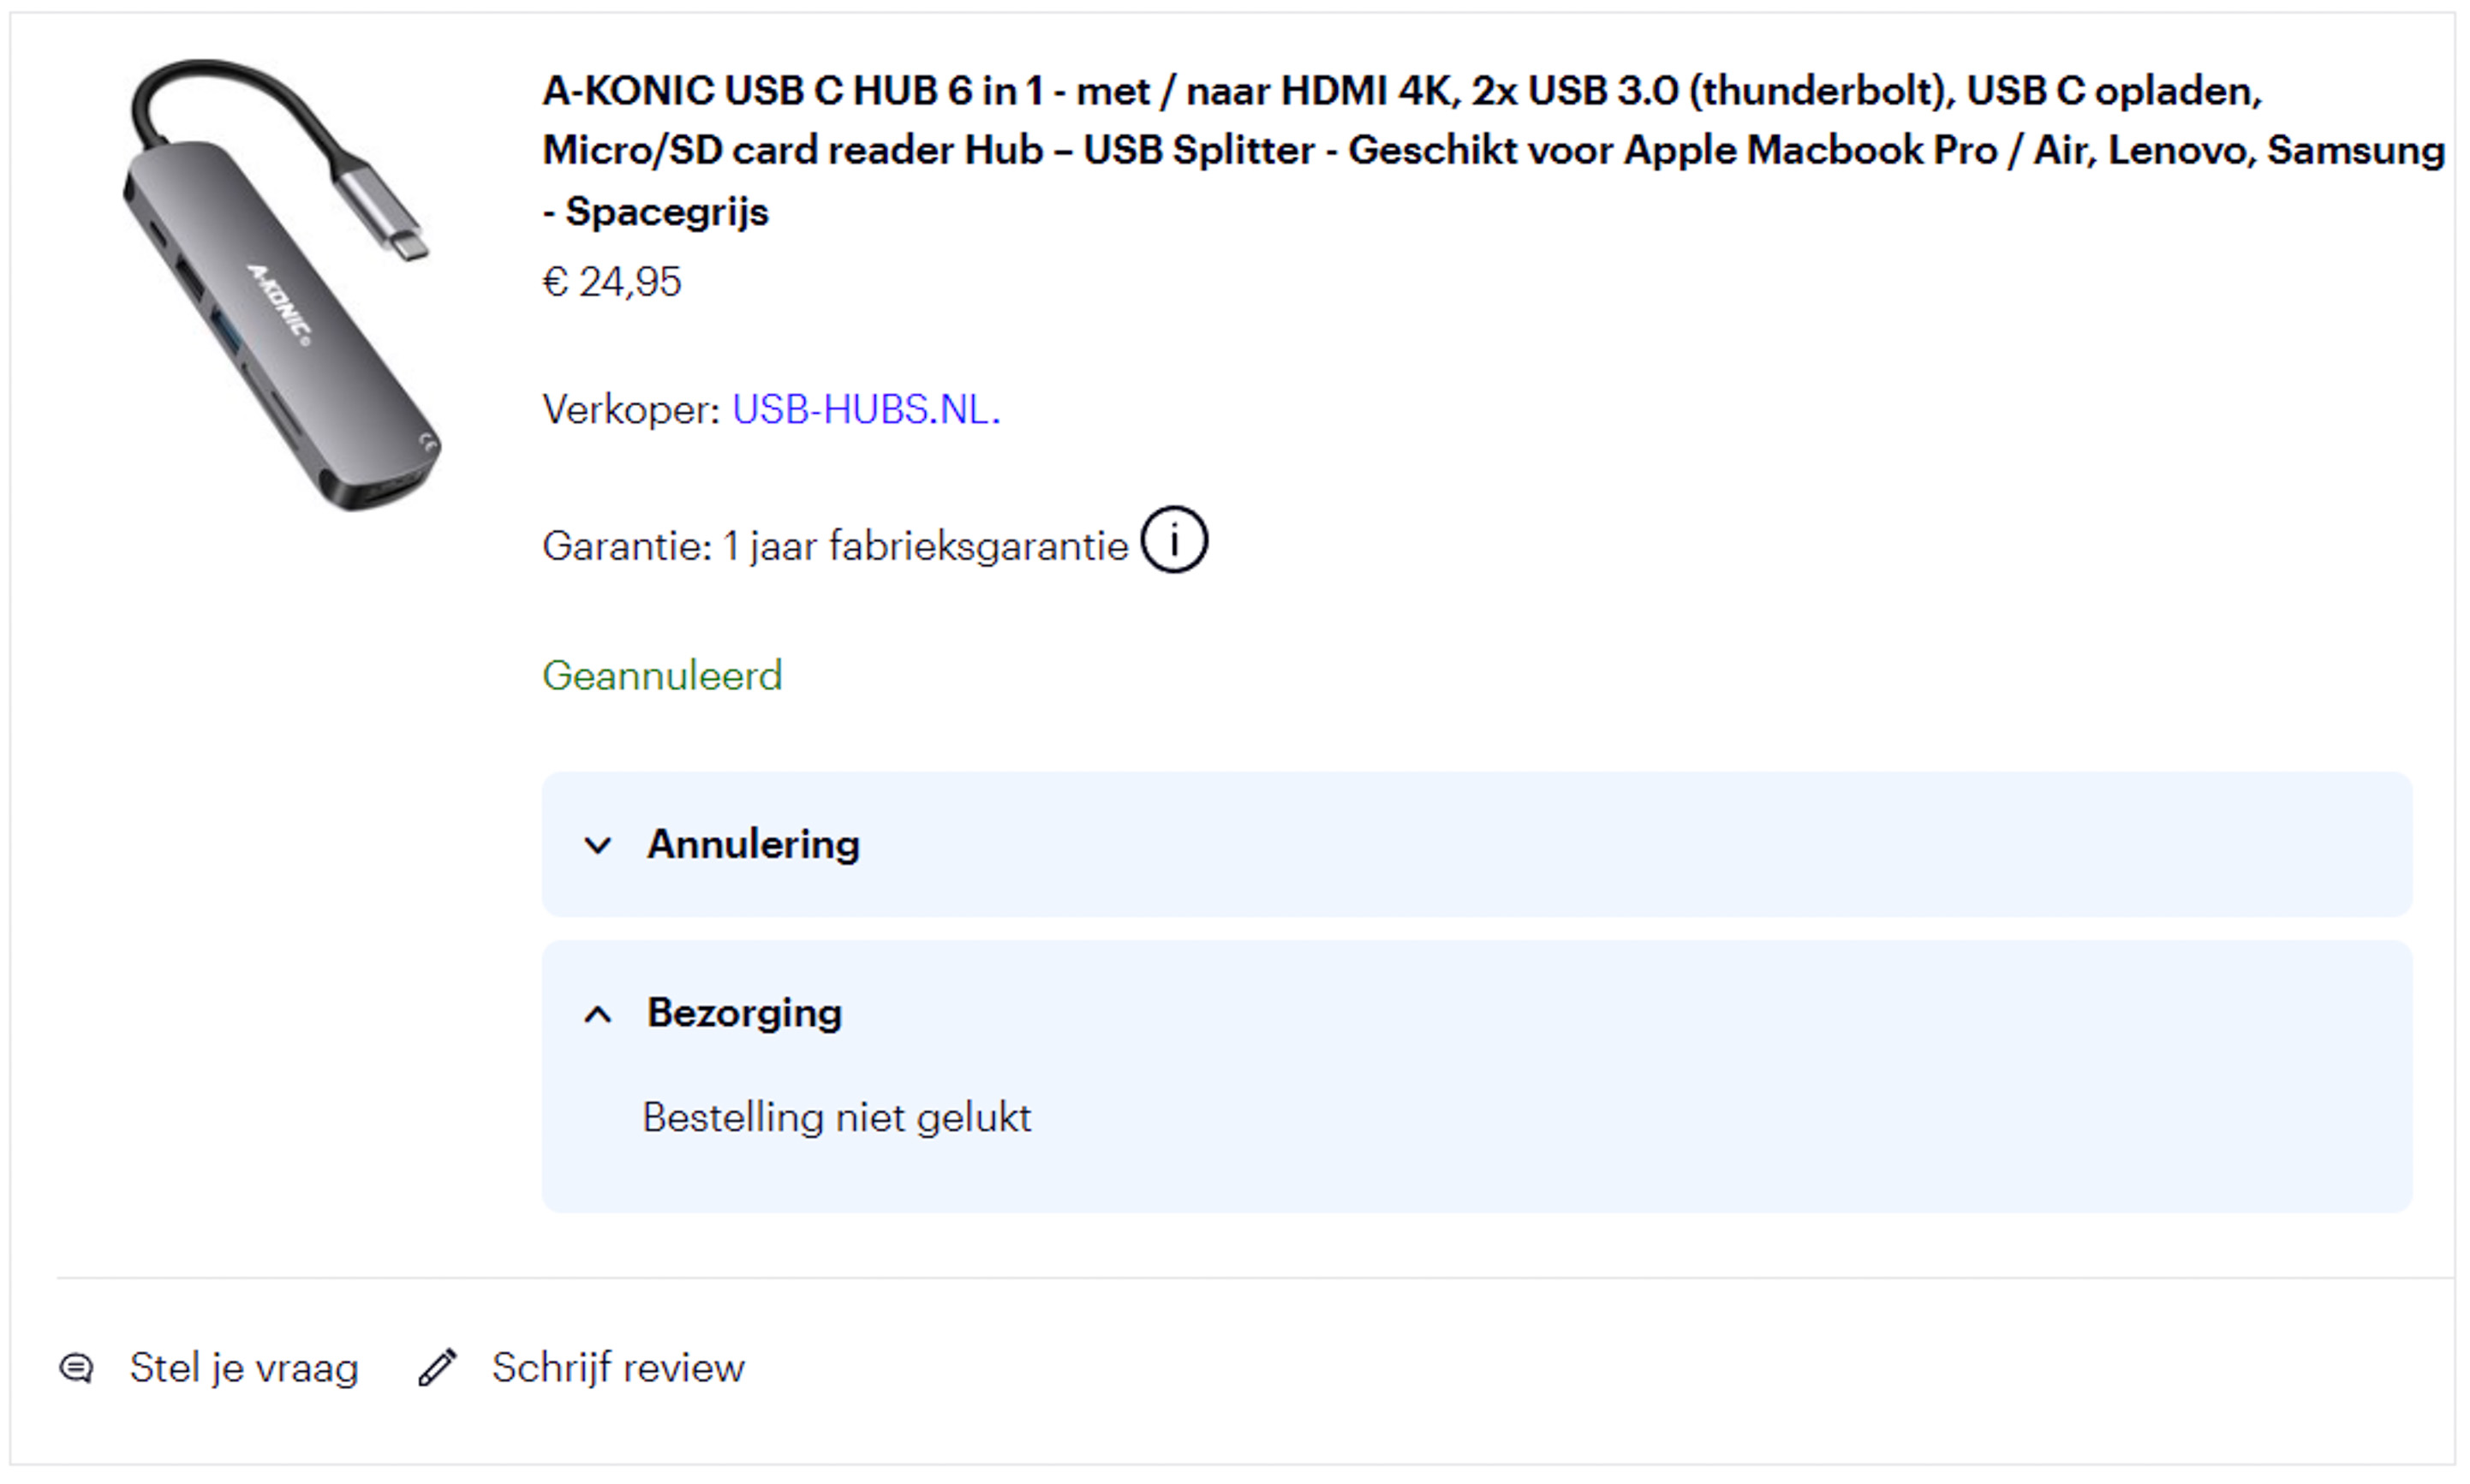 A-KONIC USB C HUB 6 in 1 - met / naar HDMI 4K, 2x USB 3.0 (thunderbolt), USB C opladen,
Micro/SD card reader Hub – USB Splitter - Geschikt voor Apple Macbook Pro / Air, Lenovo, Samsung
- Spacegrijs
€ 24,95
A-KONIC®
CE
Verkoper: USB-HUBS.NL.
Garantie: 1 jaar fabrieksgarantie i
Geannuleerd
Annulering
Bezorging
Bestelling niet gelukt
Stel je vraag
Schrijf review